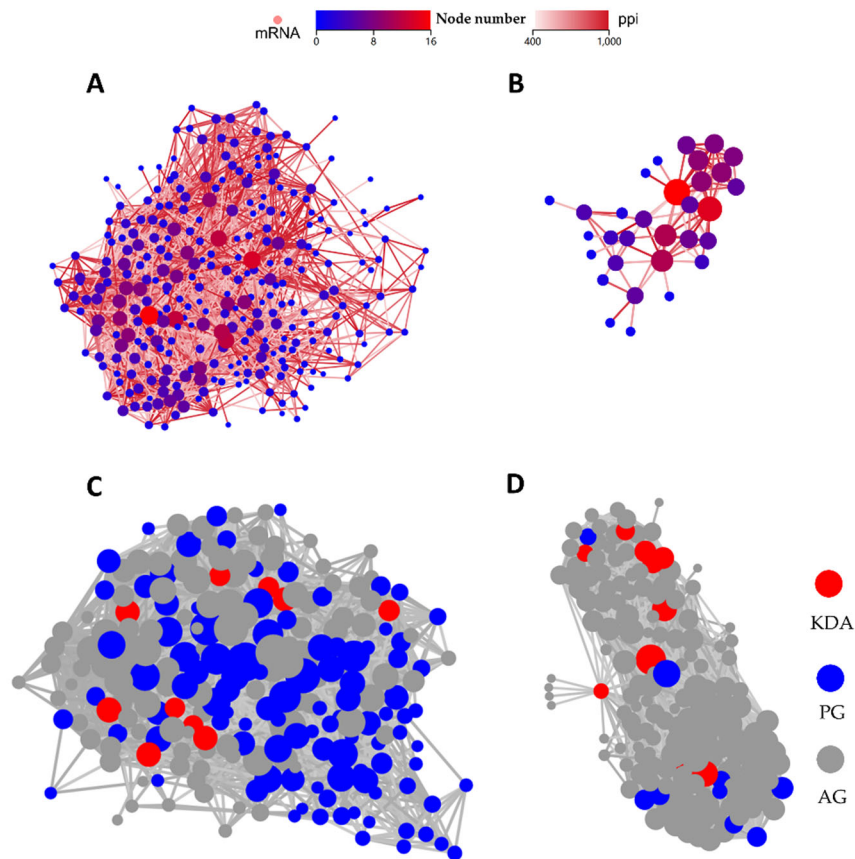 mRNA
Node number
0 8 16
ppi
400 1,000
A
B
C
D
KDA
PG
AG